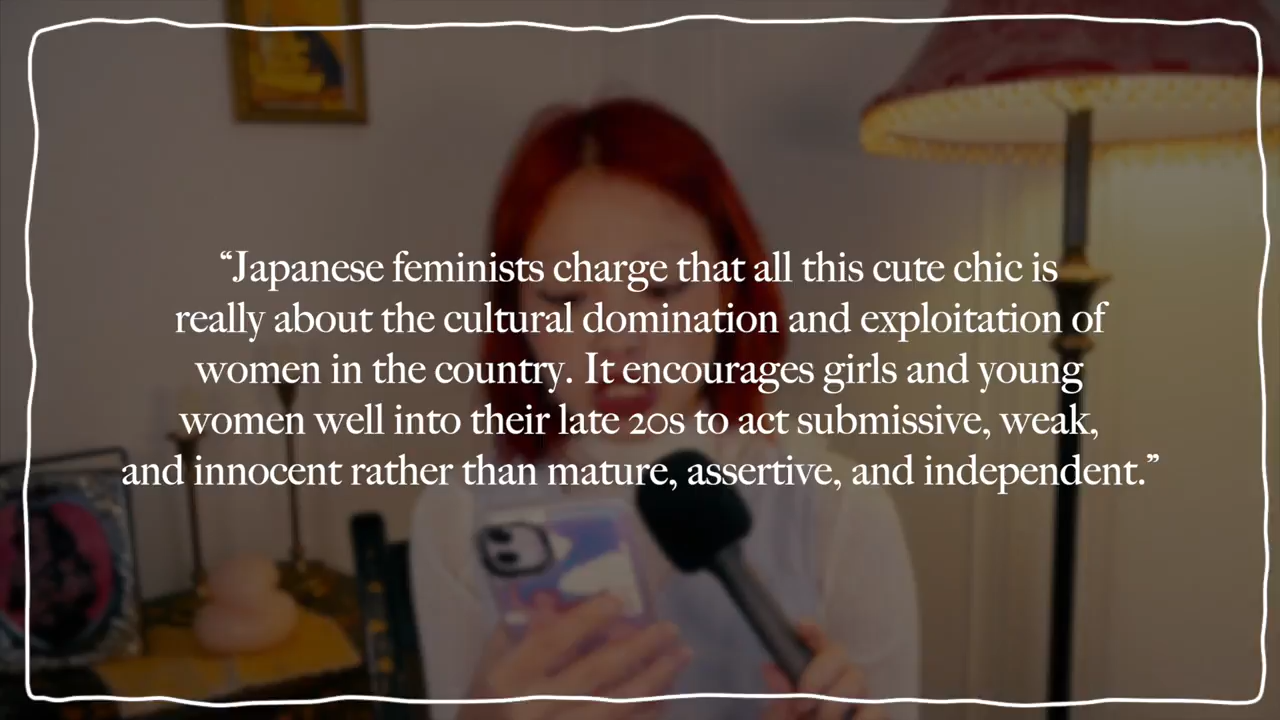 “Japanese feminists charge that all this cute chic is
really about the cultural domination and exploitation of
women in the country. It encourages girls and young
women well into their late 20s to act submissive, weak,
and innocent rather than mature, assertive, and independent.”